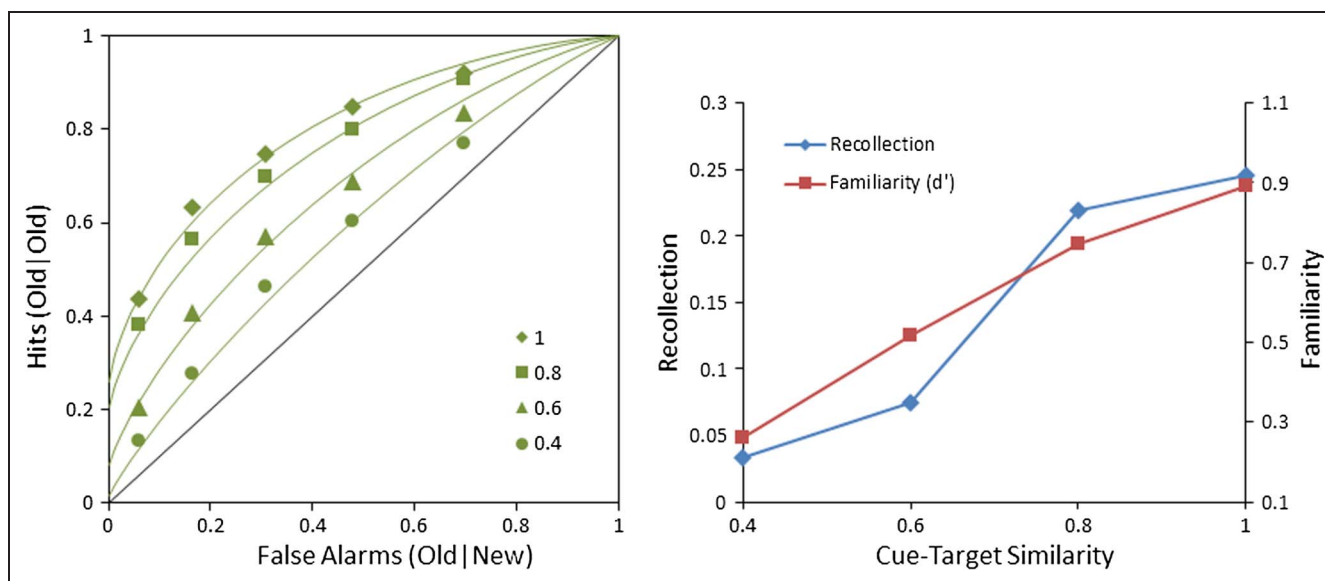 1
0.8
0.6
0.4
0.2
0
0 0.2 0.4 0.6 0.8 1
Hits (Old|Old)
False Alarms (Old|New)
1
0.8
0.6
0.4
0.3
0.25
0.2
0.15
0.1
0.05
0
Recollection
Recollection
Familiarity (d')
1.1
0.9
0.7
0.5
0.3
0.1
Familiarity
0.4 0.6 0.8 1
Cue-Target Similarity